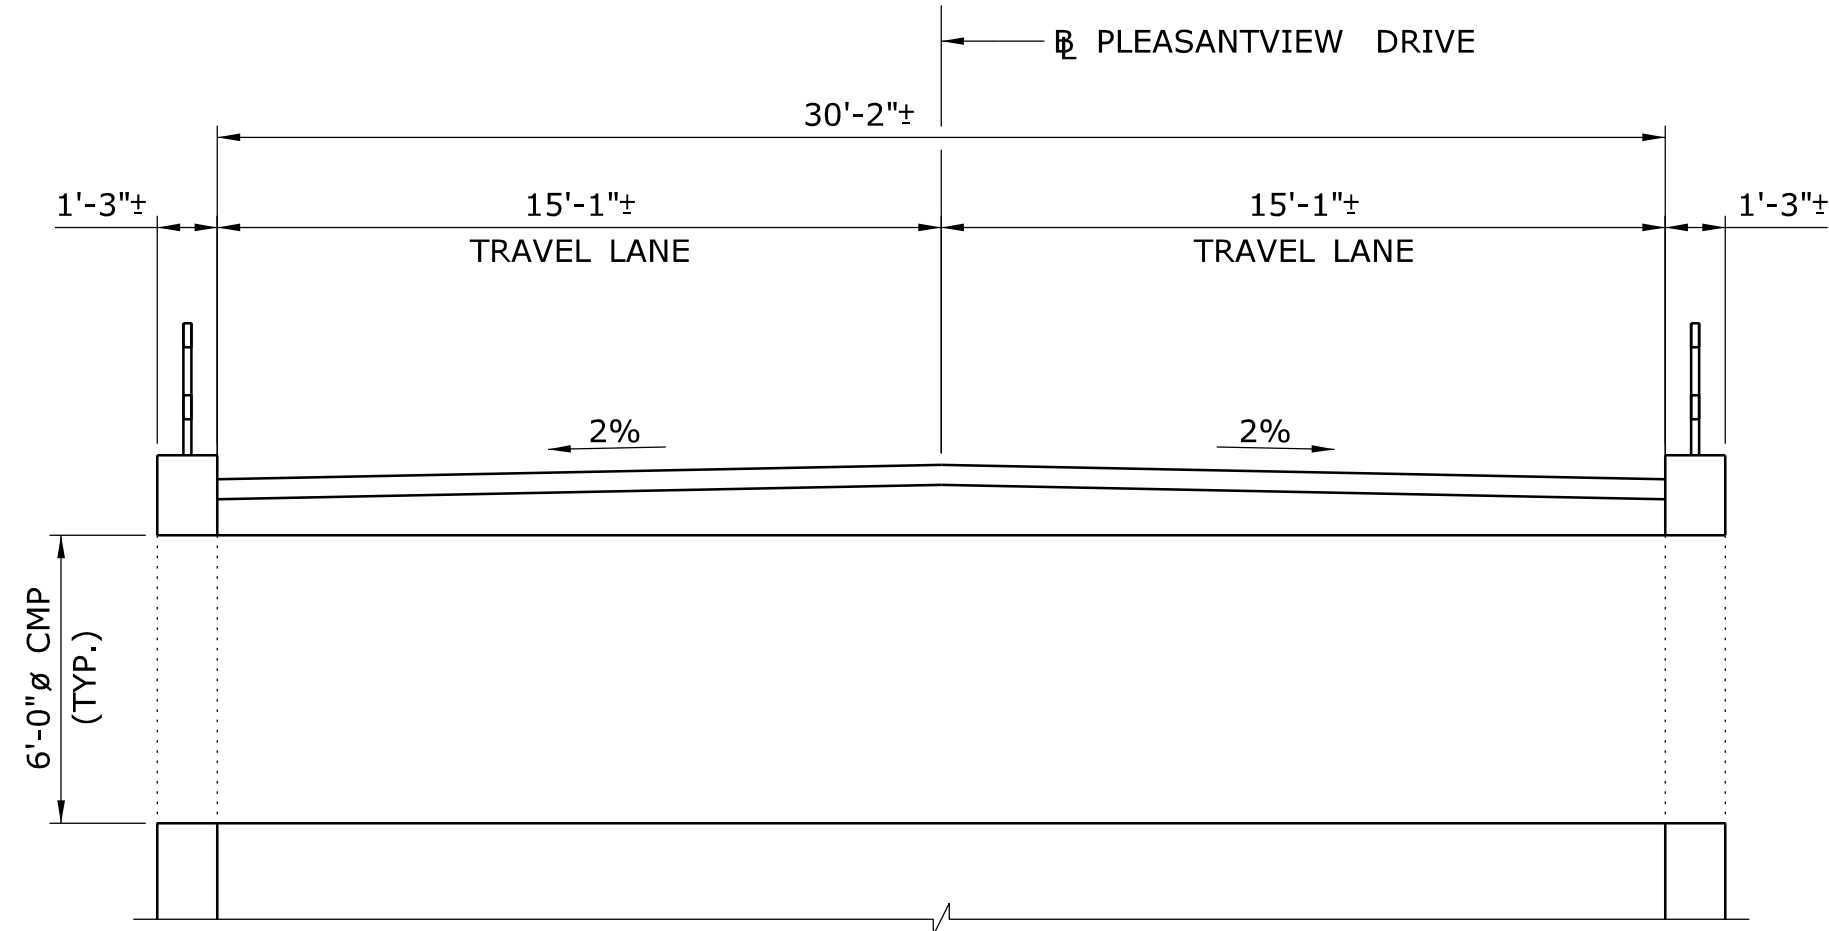 BL PLEASANTVIEW DRIVE
30'-2"±
1'-3"±
15'-1"±
15'-1"±
1'-3"±
TRAVEL LANE
TRAVEL LANE
2%
2%
6'-0"ø CMP
(TYP.)